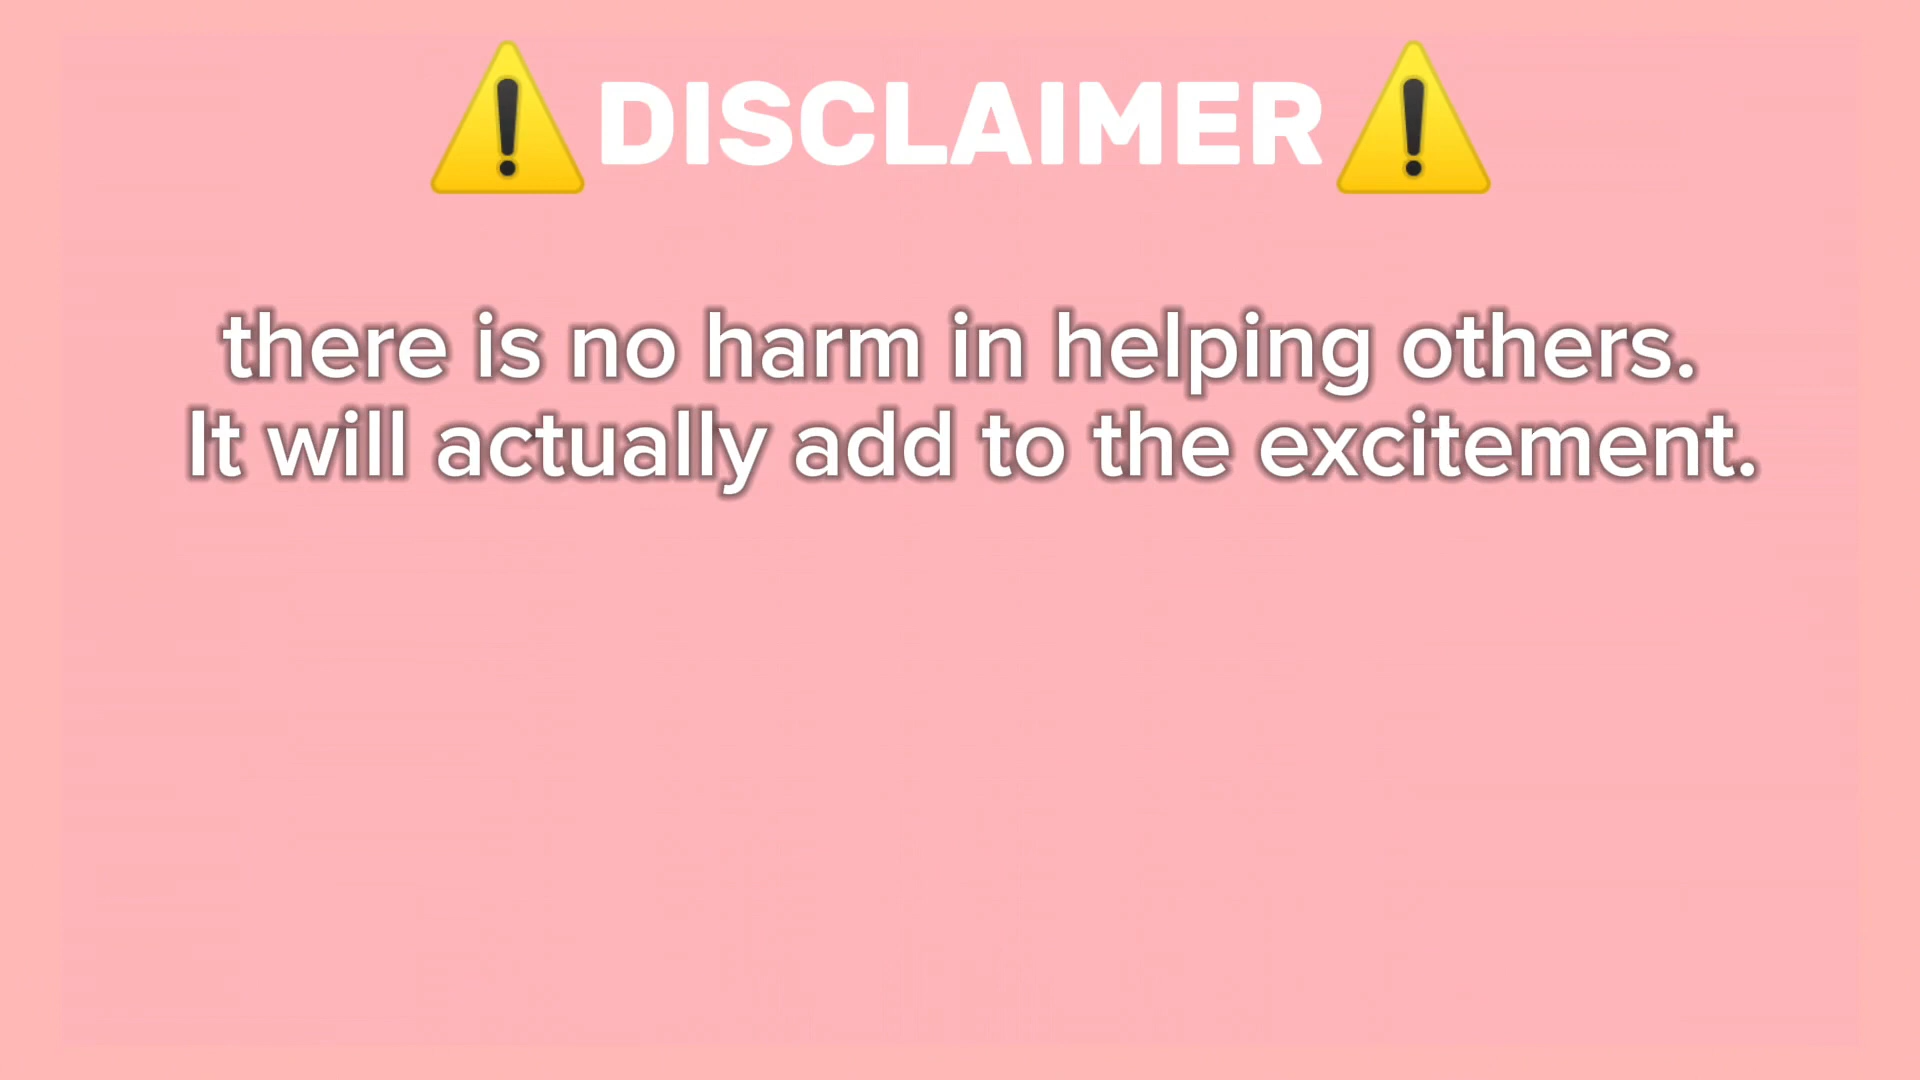 ⚠️DISCLAIMER⚠️
there is no harm in helping others.
It will actually add to the excitement.